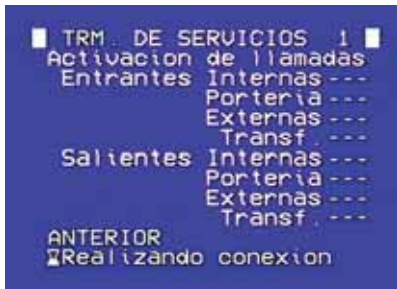 TRM. DE SERVICIOS 1
Activacion de llamadas
Entrantes Internas ---
Porteria ---
Externas ---
Transf. ---
Salientes Internas ---
Porteria ---
Externas ---
Transf. ---
ANTERIOR
Realizando conexion